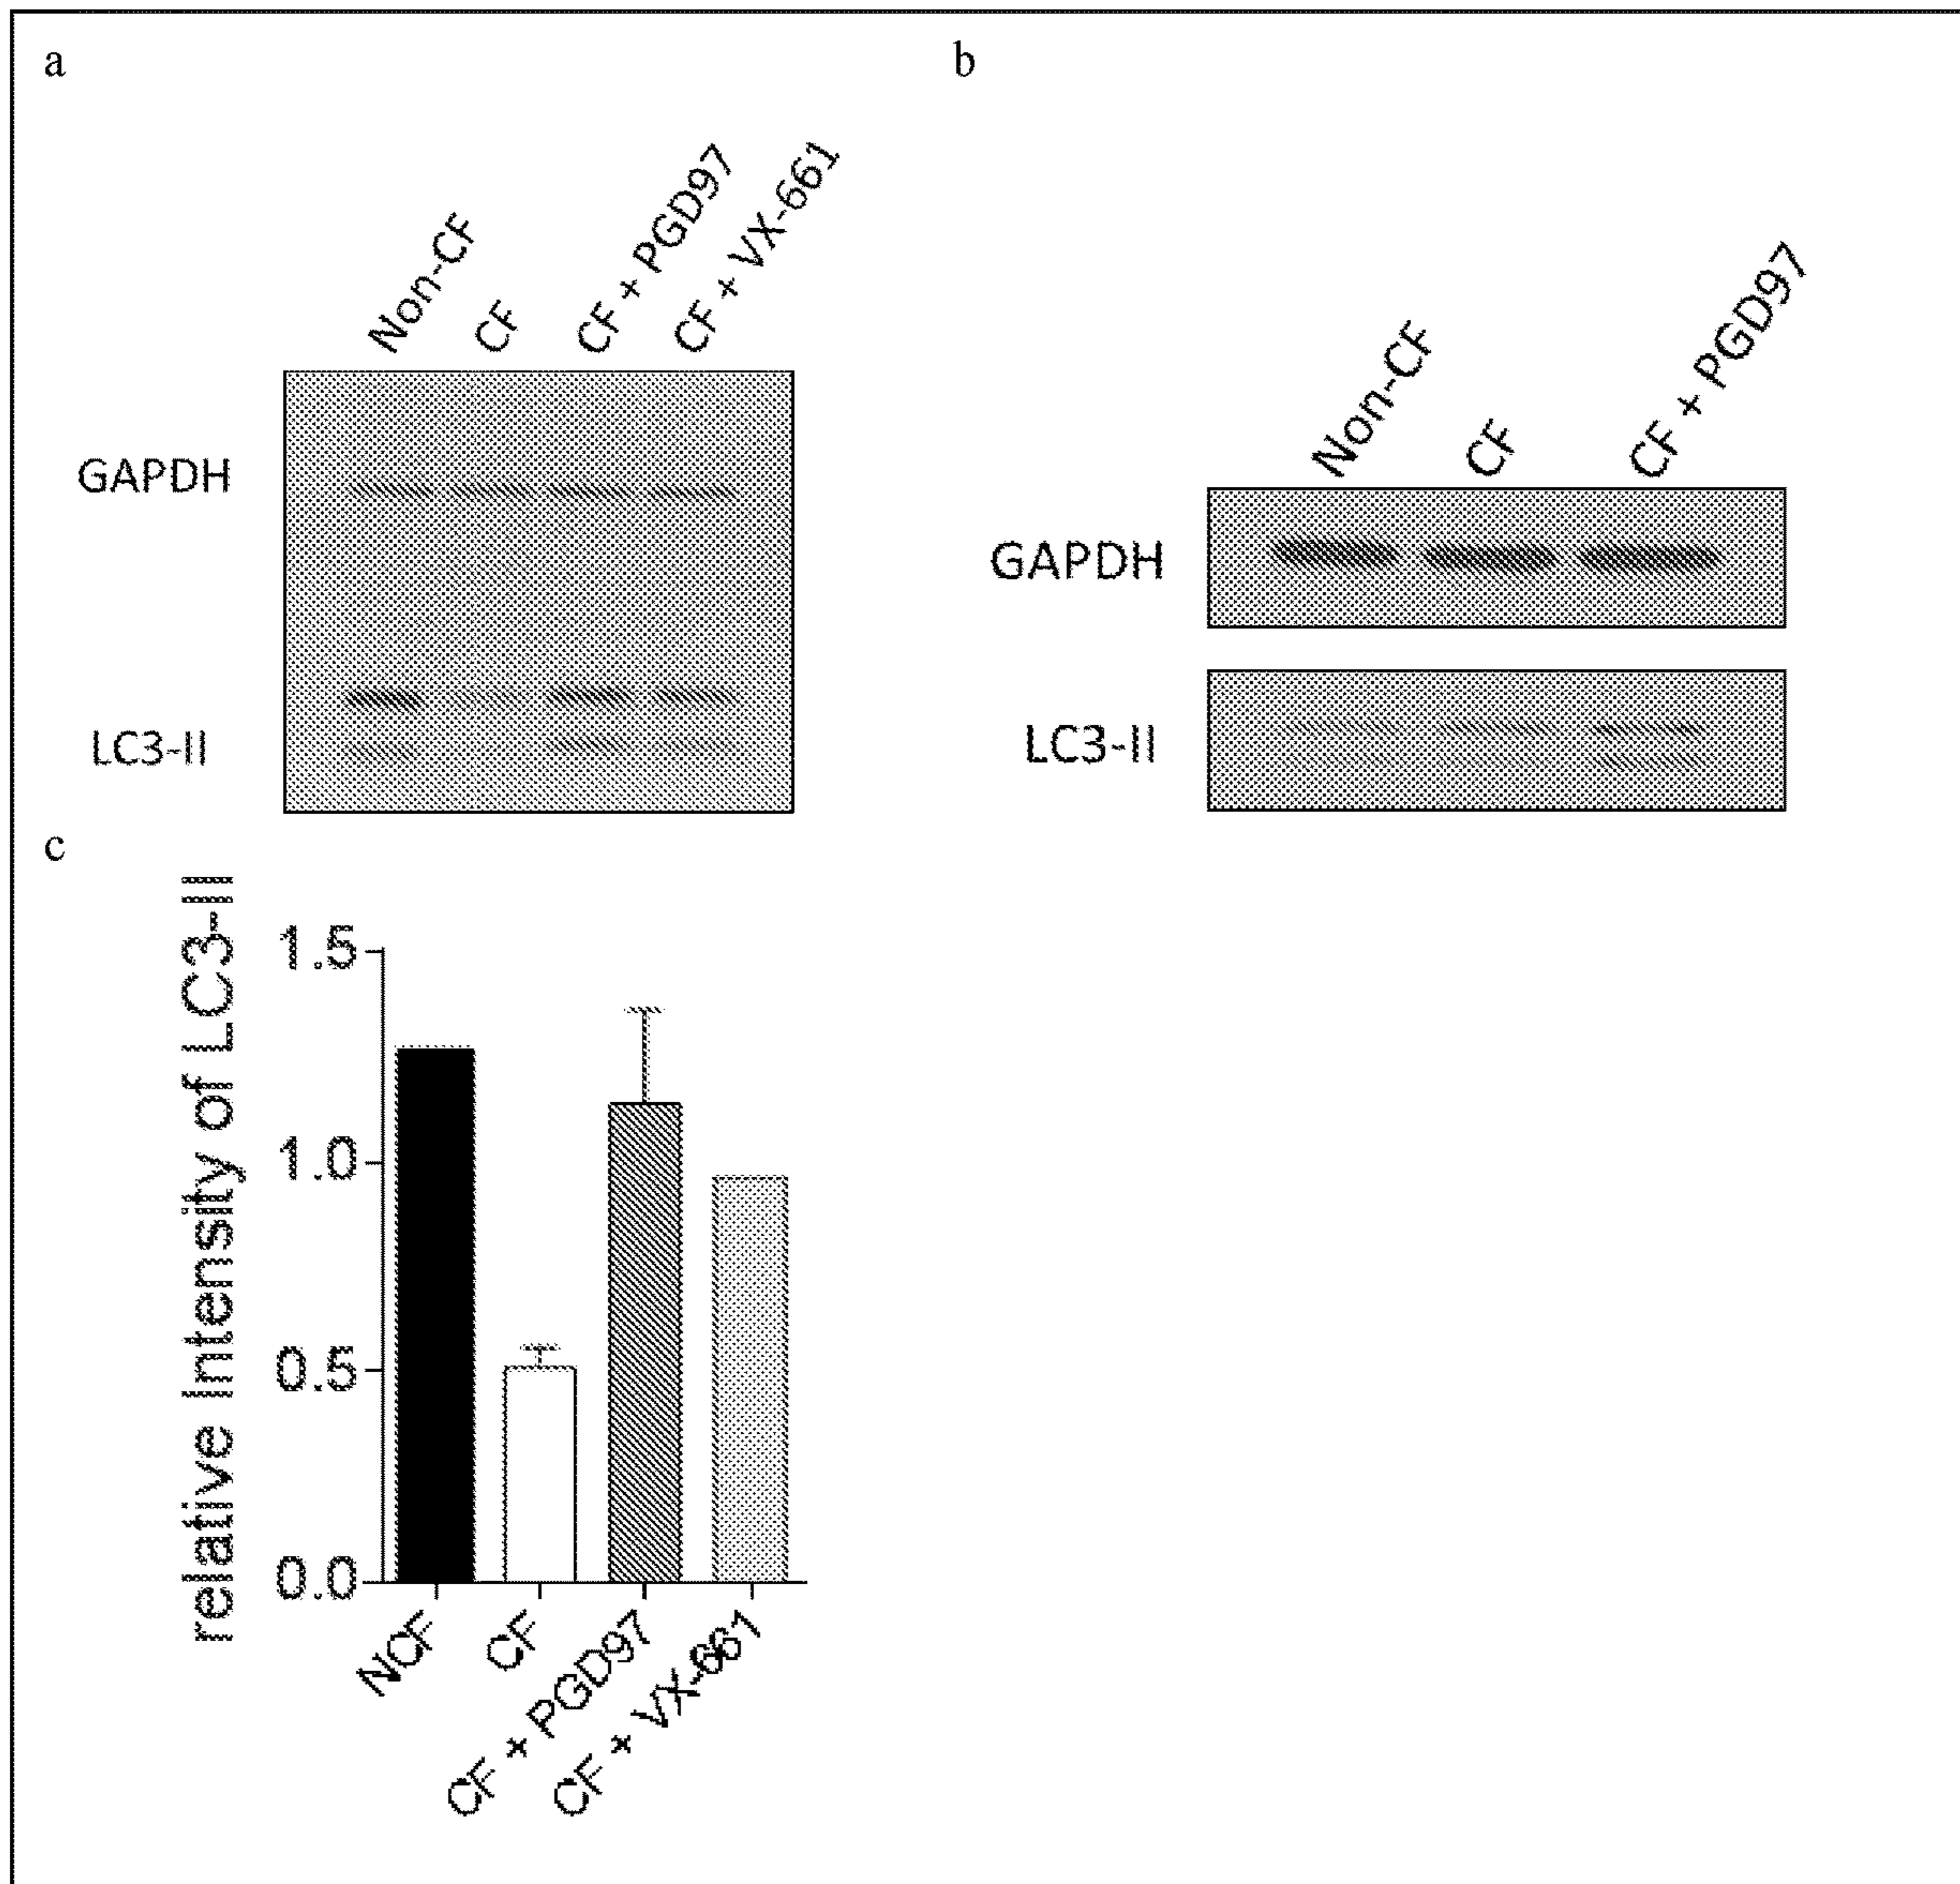 a
Non-CF
CF
CF + PGD97
CF + VX-661
GAPDH
LC3-II
b
Non-CF
CF
CF + PGD97
GAPDH
LC3-II
c
relative Intensity of LC3-II
1.5
1.0
0.5
0.0
NCF
CF
CF + PGD97
CF + VX-661